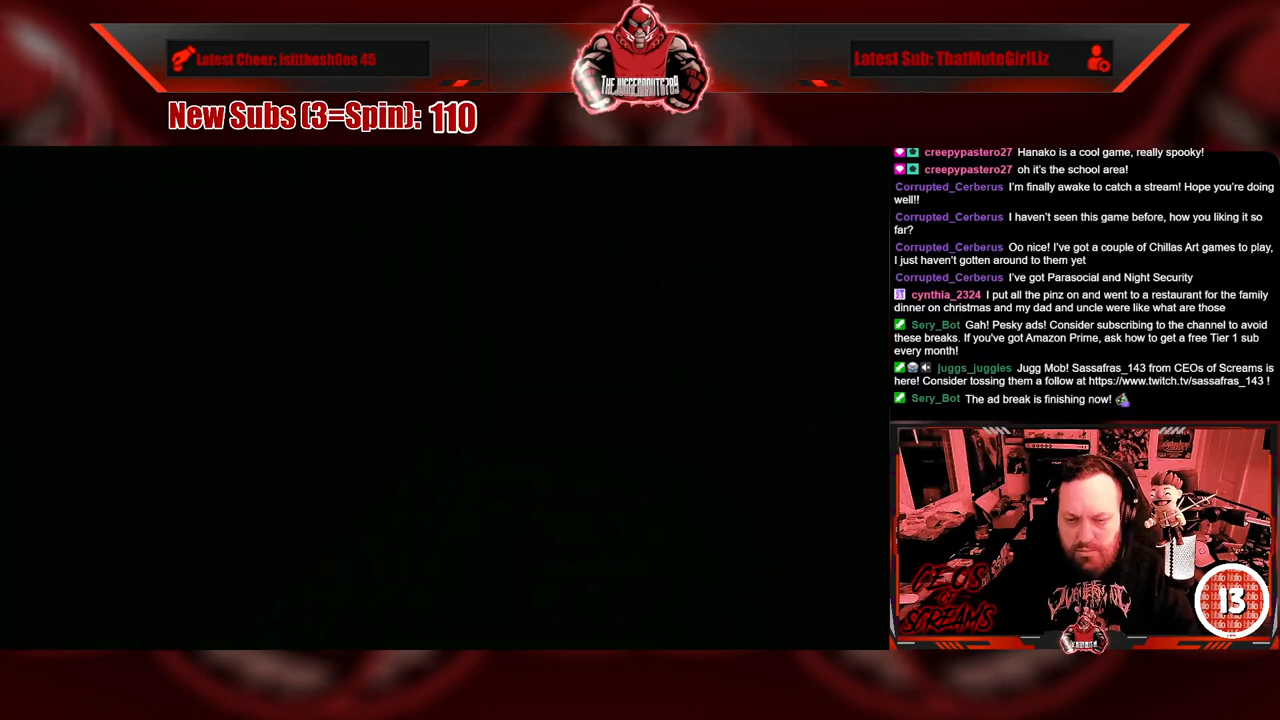 Latest Cheer: Isitthesh0es 45
THEJUGGERNAUT6789
Latest Sub: ThatMuteGirlLiz
New Subs (3=Spin): 110
creepypastero27 Hanako is a cool game, really spooky!
creepypastero27 oh it's the school area!
Corrupted_Cerberus I'm finally awake to catch a stream! Hope you're doing
well!!
Corrupted_Cerberus I haven't seen this game before, how you liking it so
far?
Corrupted_Cerberus Oo nice! I've got a couple of Chillas Art games to play,
I just haven't gotten around to them yet
Corrupted_Cerberus I've got Parasocial and Night Security
cynthia_2324 I put all the pinz on and went to a restaurant for the family
dinner on christmas and my dad and uncle were like what are those
Sery_Bot Gah! Pesky ads! Consider subscribing to the channel to avoid
these breaks. If you've got Amazon Prime, ask how to get a free Tier 1 sub
every month!
juggs_juggles Jugg Mob! Sassafras_143 from CEOs of Screams is
here! Consider tossing them a follow at https://www.twitch.tv/sassafras_143 !
Sery_Bot The ad break is finishing now!
CEOS
OF
SCREAMS
13